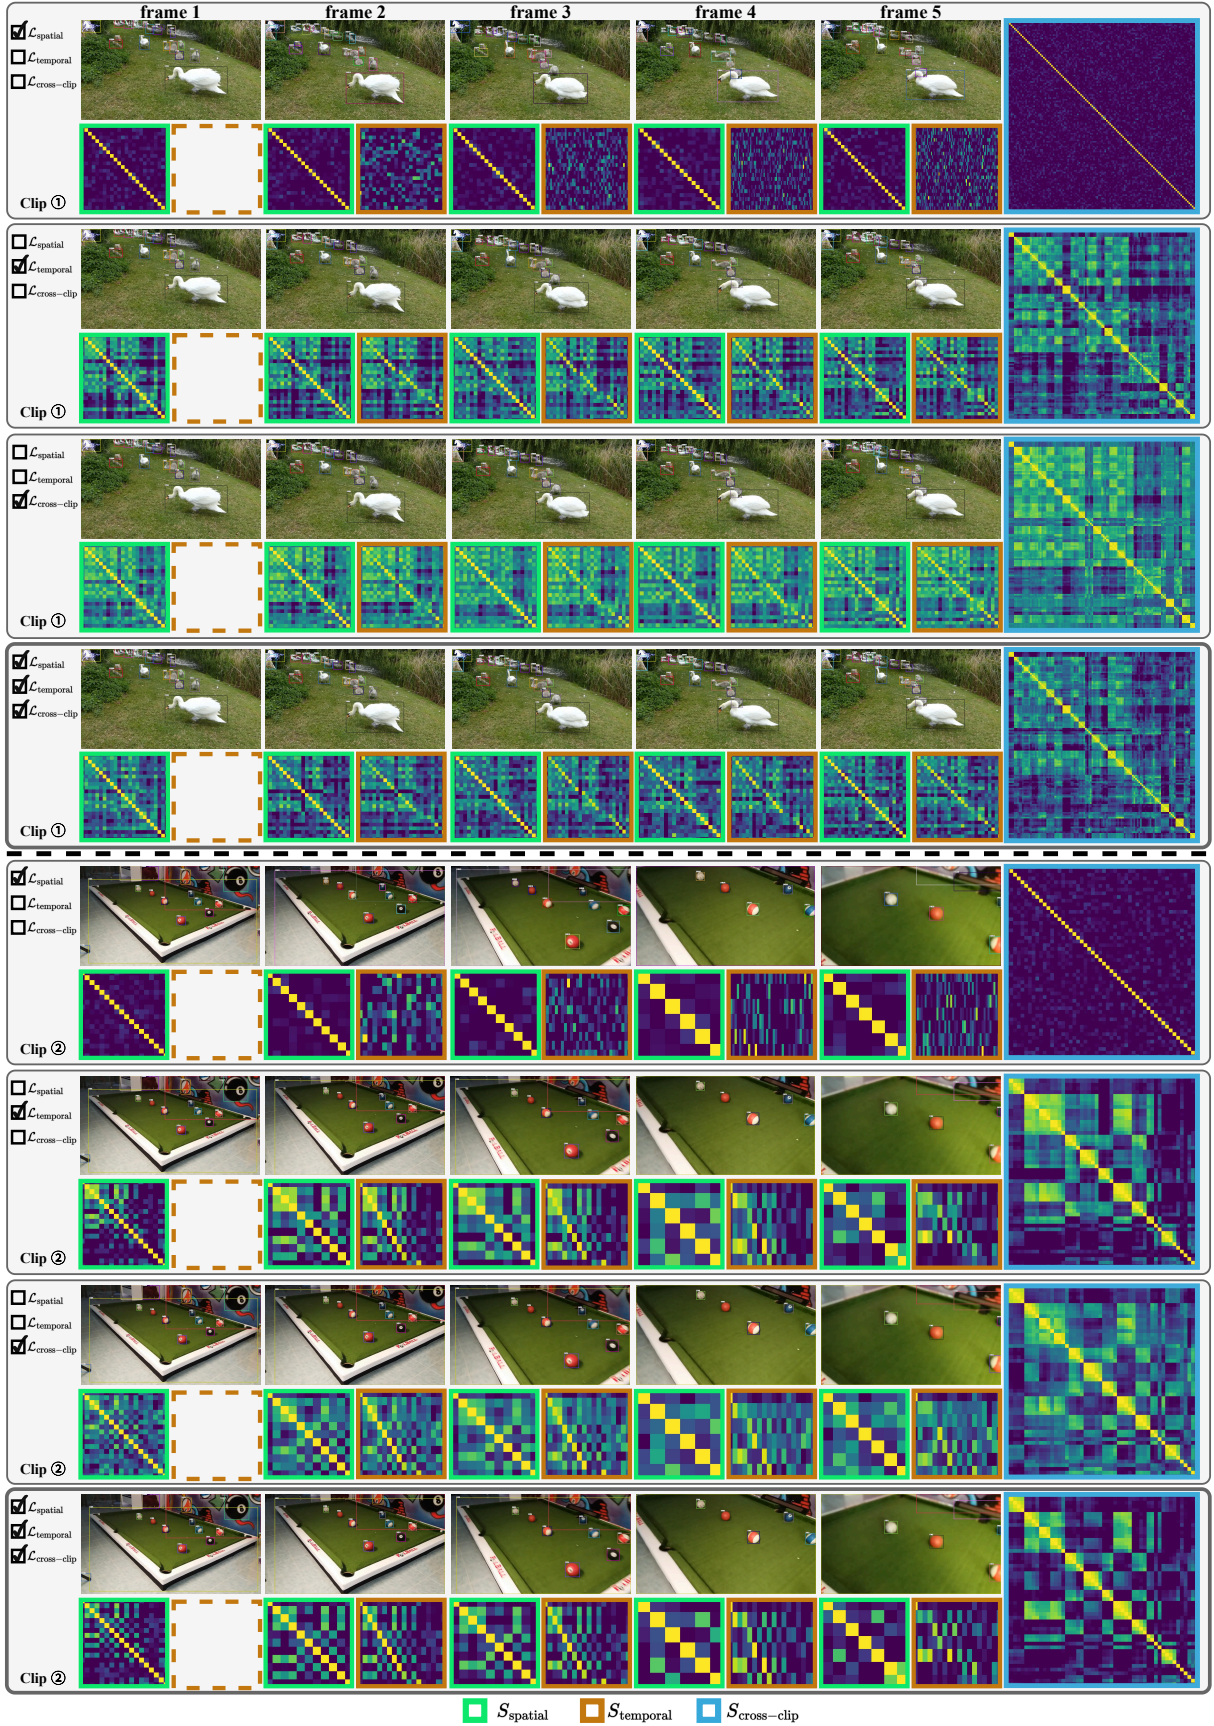 frame 1 frame 2 frame 3 frame 4 frame 5
ℒspatial
ℒtemporal
ℒcross−clip
Clip ①
ℒspatial
ℒtemporal
ℒcross−clip
Clip ①
ℒspatial
ℒtemporal
ℒcross−clip
Clip ①
ℒspatial
ℒtemporal
ℒcross−clip
Clip ①
ℒspatial
ℒtemporal
ℒcross−clip
Clip ②
ℒspatial
ℒtemporal
ℒcross−clip
Clip ②
ℒspatial
ℒtemporal
ℒcross−clip
Clip ②
ℒspatial
ℒtemporal
ℒcross−clip
Clip ②
Sspatial Stemporal Scross−clip